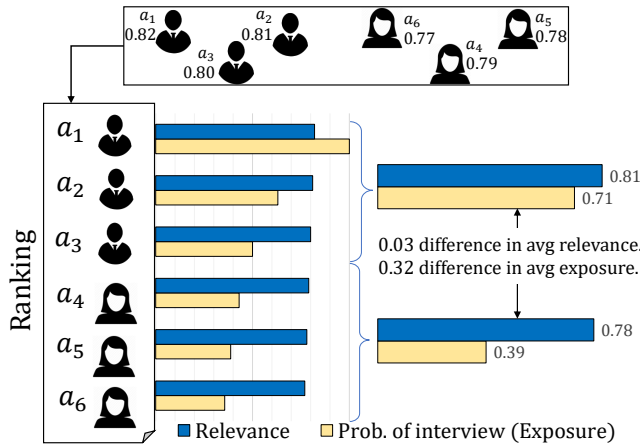 a₁
0.82
a₃
0.80
a₂
0.81
a₆
0.77
a₄
0.79
a₅
0.78
Ranking
a₁
a₂
a₃
a₄
a₅
a₆
0.81
0.71
0.03 difference in avg relevance.
0.32 difference in avg exposure.
0.78
0.39
Relevance
Prob. of interview (Exposure)